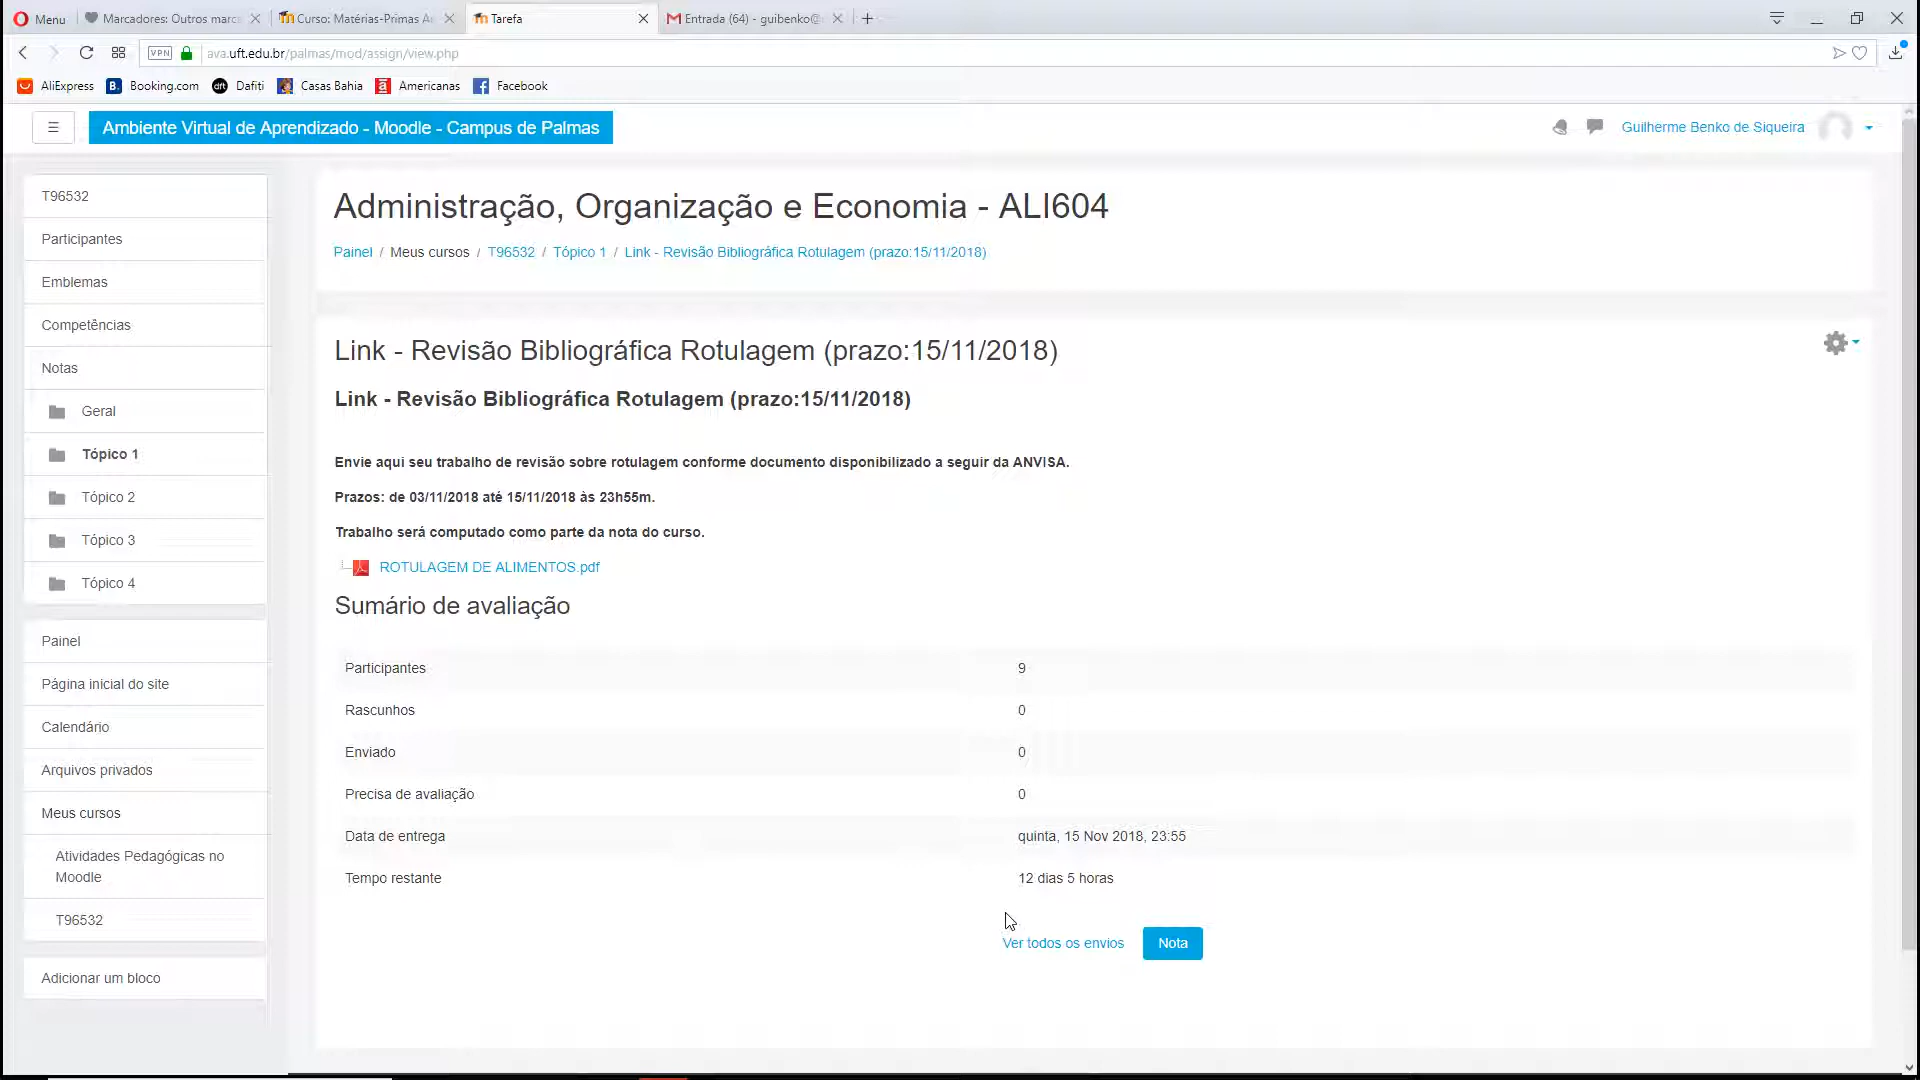 Menu
Marcadores: Outros marc
Curso: Matérias-Primas A
Tarefa
Entrada (64) - guibenko@
VPN
ava.uft.edu.br/palmas/mod/assign/view.php
AliExpress
B. Booking.com
dft Dafiti
Casas Bahia
a Americanas
Facebook
Ambiente Virtual de Aprendizado - Moodle - Campus de Palmas
Guilherme Benko de Siqueira
T96532
Participantes
Emblemas
Competências
Notas
Geral
Tópico 1
Tópico 2
Tópico 3
Tópico 4
Painel
Página inicial do site
Calendário
Arquivos privados
Meus cursos
Atividades Pedagógicas no
Moodle
T96532
Adicionar um bloco
Administração, Organização e Economia - ALI604
Painel / Meus cursos / T96532 / Tópico 1 / Link - Revisão Bibliográfica Rotulagem (prazo:15/11/2018)
Link - Revisão Bibliográfica Rotulagem (prazo:15/11/2018)
Link - Revisão Bibliográfica Rotulagem (prazo:15/11/2018)
Envie aqui seu trabalho de revisão sobre rotulagem conforme documento disponibilizado a seguir da ANVISA.
Prazos: de 03/11/2018 até 15/11/2018 às 23h55m.
Trabalho será computado como parte da nota do curso.
ROTULAGEM DE ALIMENTOS.pdf
Sumário de avaliação
Participantes 9
Rascunhos 0
Enviado 0
Precisa de avaliação 0
Data de entrega quinta, 15 Nov 2018, 23:55
Tempo restante 12 dias 5 horas
Ver todos os envios Nota